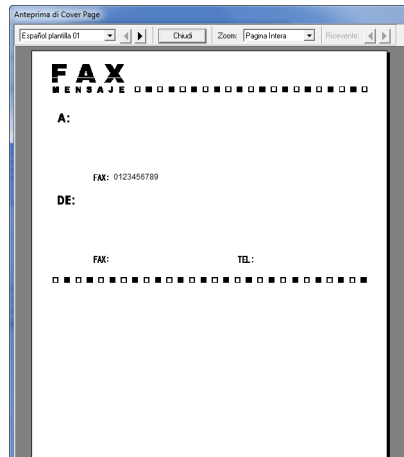 Anteprima di Cover Page
Español plantilla 01 Chiudi Zoom: Pagina Intera Ricevente:
FAX
MENSAJE
A:
FAX: 0123456789
DE:
FAX: TEL: